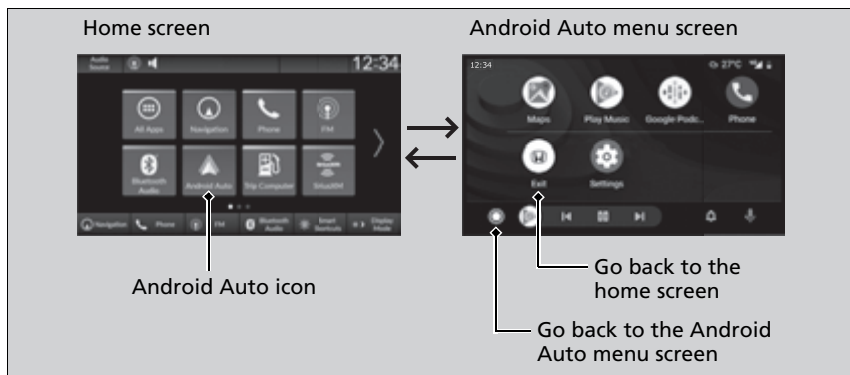 Home screen
Android Auto menu screen
Audio
Source
12:34
All Apps
Navigation
Phone
FM
Bluetooth
Audio
Android Auto
Trip Computer
SiriusXM
Navigation
Phone
FM
Bluetooth
Audio
Smart
Shortcuts
Display
Mode
12:34
27°C
Maps
Play Music
Google Podc..
Phone
Exit
Settings
Android Auto icon
Go back to the
home screen
Go back to the Android
Auto menu screen